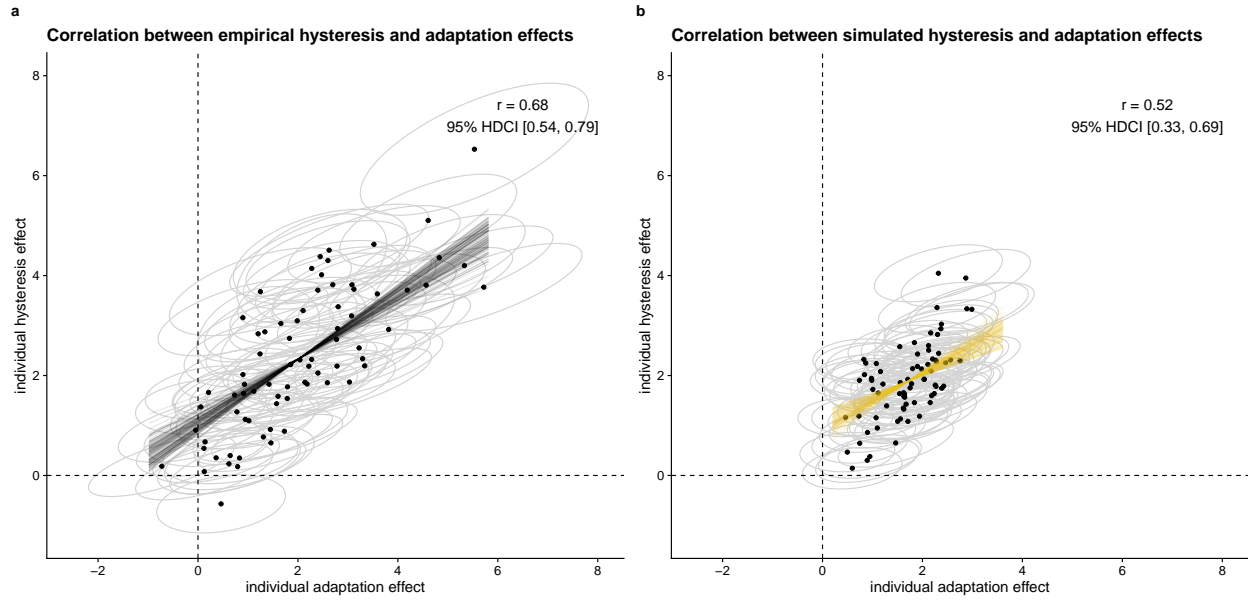 a
Correlation between empirical hysteresis and adaptation effects
r = 0.68
95% HDCI [0.54, 0.79]
individual hysteresis effect
8
6
4
2
0
−2
0
2
4
6
8
individual adaptation effect
b
Correlation between simulated hysteresis and adaptation effects
r = 0.52
95% HDCI [0.33, 0.69]
individual hysteresis effect
8
6
4
2
0
−2
0
2
4
6
8
individual adaptation effect